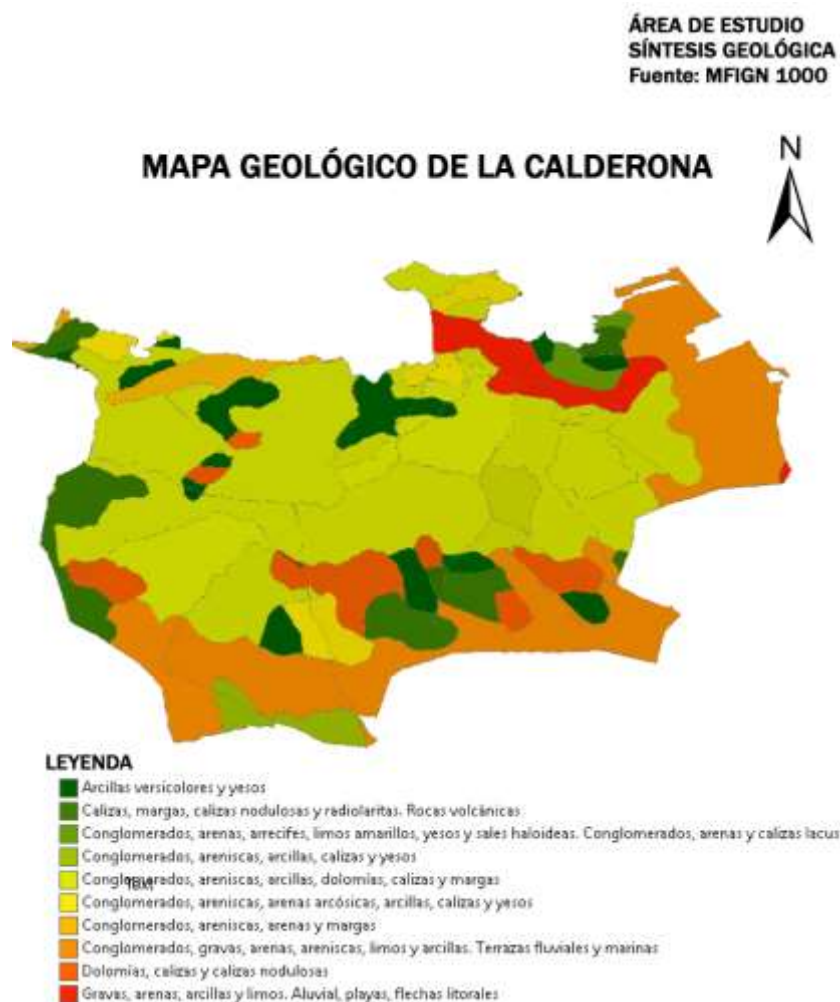 ÁREA DE ESTUDIO
SÍNTESIS GEOLÓGICA
Fuente: MFIGN 1000
MAPA GEOLÓGICO DE LA CALDERONA
N
LEYENDA
Arcillas versicolores y yesos
Calizas, margas, calizas nodulosas y radiolaritas. Rocas volcánicas
Conglomerados, arenas, arrecifes, limos amarillos, yesos y sales haloideas. Conglomerados, arenas y calizas lacus
Conglomerados, areniscas, arcillas, calizas y yesos
Conglomerados, areniscas, arcillas, dolomías, calizas y margas
Text
Conglomerados, areniscas, arenas arcósicas, arcillas, calizas y yesos
Conglomerados, areniscas, arenas y margas
Conglomerados, gravas, arenas, areniscas, limos y arcillas. Terrazas fluviales y marinas
Dolomías, calizas y calizas nodulosas
Gravas, arenas, arcillas y limos. Aluvial, playas, flechas litorales